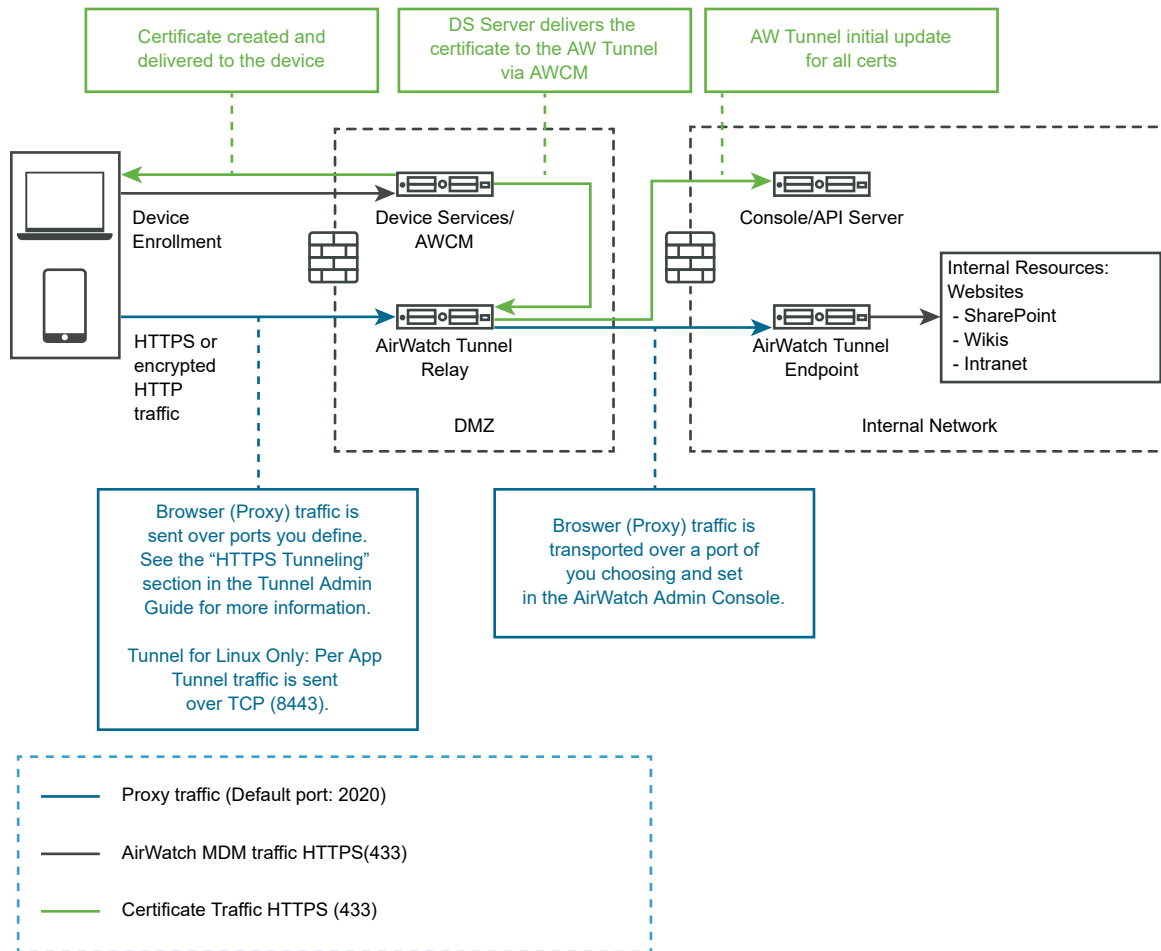 Certificate created and
delivered to the device
DS Server delivers the
certificate to the AW Tunnel
via AWCM
AW Tunnel initial update
for all certs
Device
Enrollment
Device Services/
AWCM
Console/API Server
HTTPS or
encrypted
HTTP
traffic
AirWatch Tunnel
Relay
AirWatch Tunnel
Endpoint
Internal Resources:
Websites
- SharePoint
- Wikis
- Intranet
DMZ
Internal Network
Browser (Proxy) traffic is
sent over ports you define.
See the “HTTPS Tunneling”
section in the Tunnel Admin
Guide for more information.
Tunnel for Linux Only: Per App
Tunnel traffic is sent
over TCP (8443).
Broswer (Proxy) traffic is
transported over a port of
you choosing and set
in the AirWatch Admin Console.
Proxy traffic (Default port: 2020)
AirWatch MDM traffic HTTPS(433)
Certificate Traffic HTTPS (433)